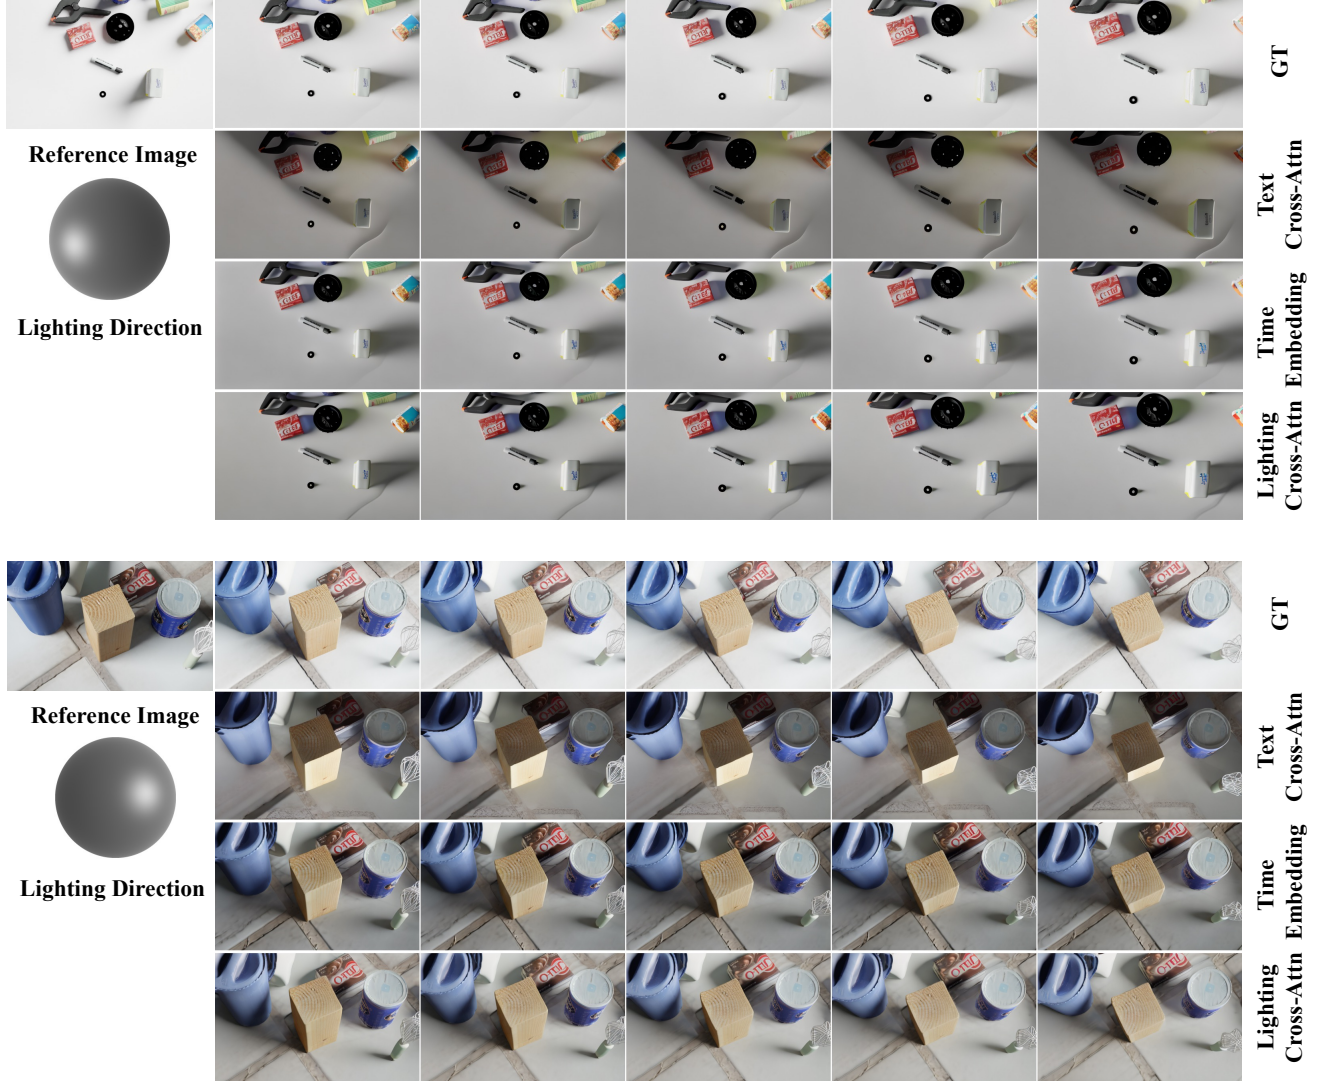 GT
Reference Image
Text
Cross-Attn
Lighting Direction
Time
Embedding
Lighting
Cross-Attn
GT
JELL-O
Reference Image
Text
Cross-Attn
Lighting Direction
Time
Embedding
Lighting
Cross-Attn